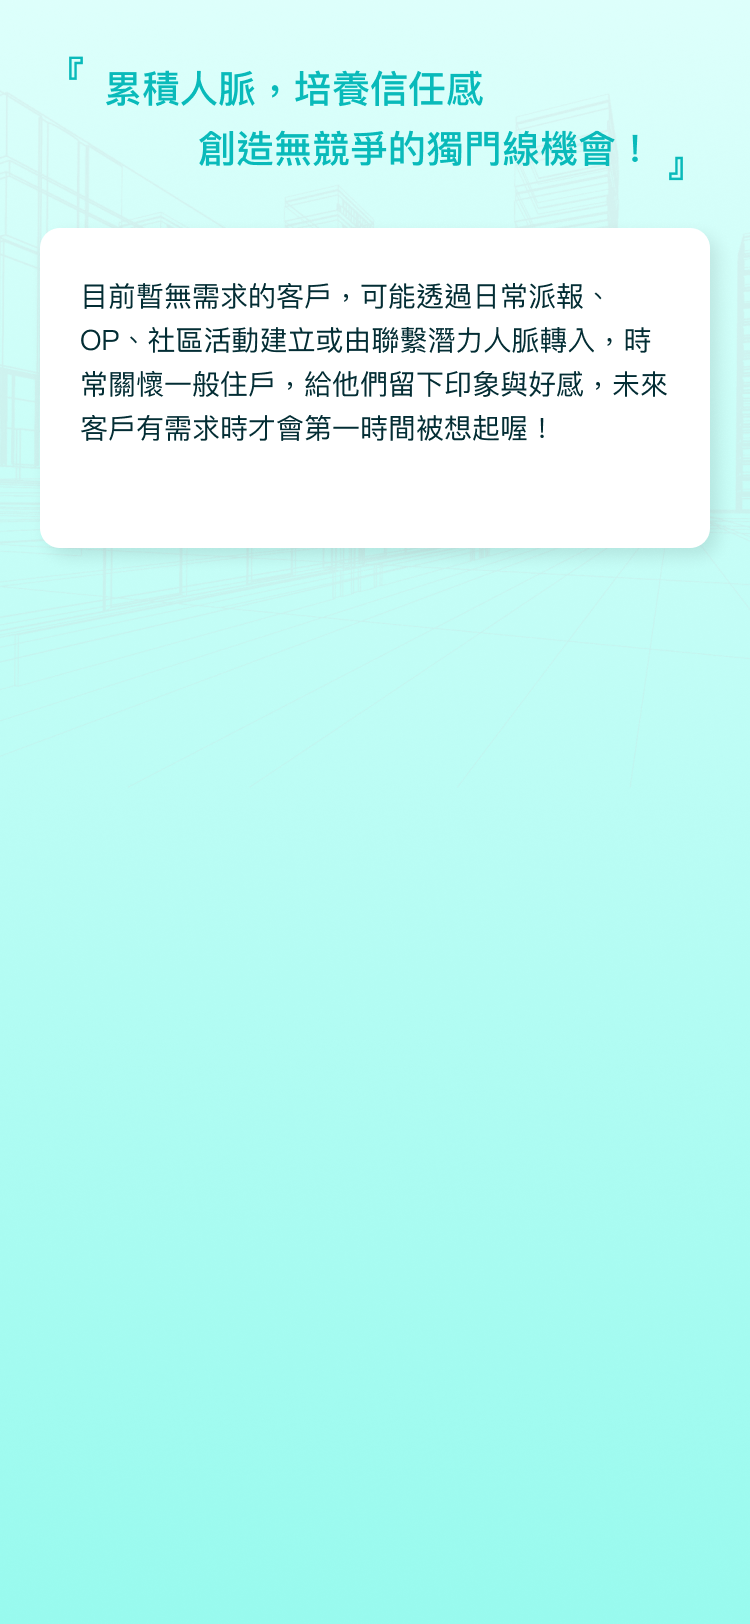 『 累積人脈，培養信任感
創造無競爭的獨門線機會！ 』
目前暫無需求的客戶，可能透過日常派報、
OP、社區活動建立或由聯繫潛力人脈轉入，時
常關懷一般住戶，給他們留下印象與好感，未來
客戶有需求時才會第一時間被想起喔！